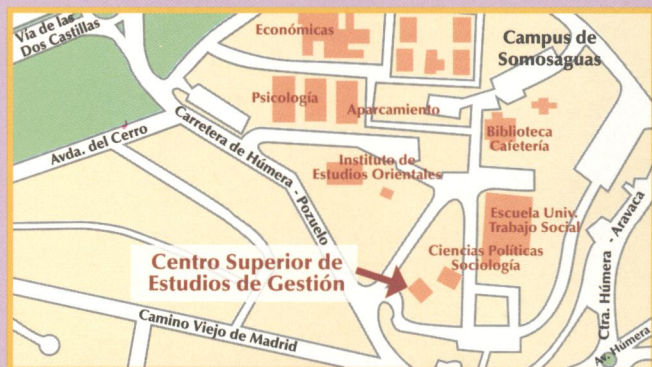 Vía de las
Dos Castillas
Económicas
Campus de
Somosaguas
Psicología
Aparcamiento
Carretera de Húmera - Pozuelo
Avda. del Cerro
Biblioteca
Cafetería
Instituto de
Estudios Orientales
Escuela Univ.
Trabajo Social
Ciencias Políticas
Sociología
Ctra. Húmera - Aravaca
Centro Superior de
Estudios de Gestión
Camino Viejo de Madrid
Av. Húmera